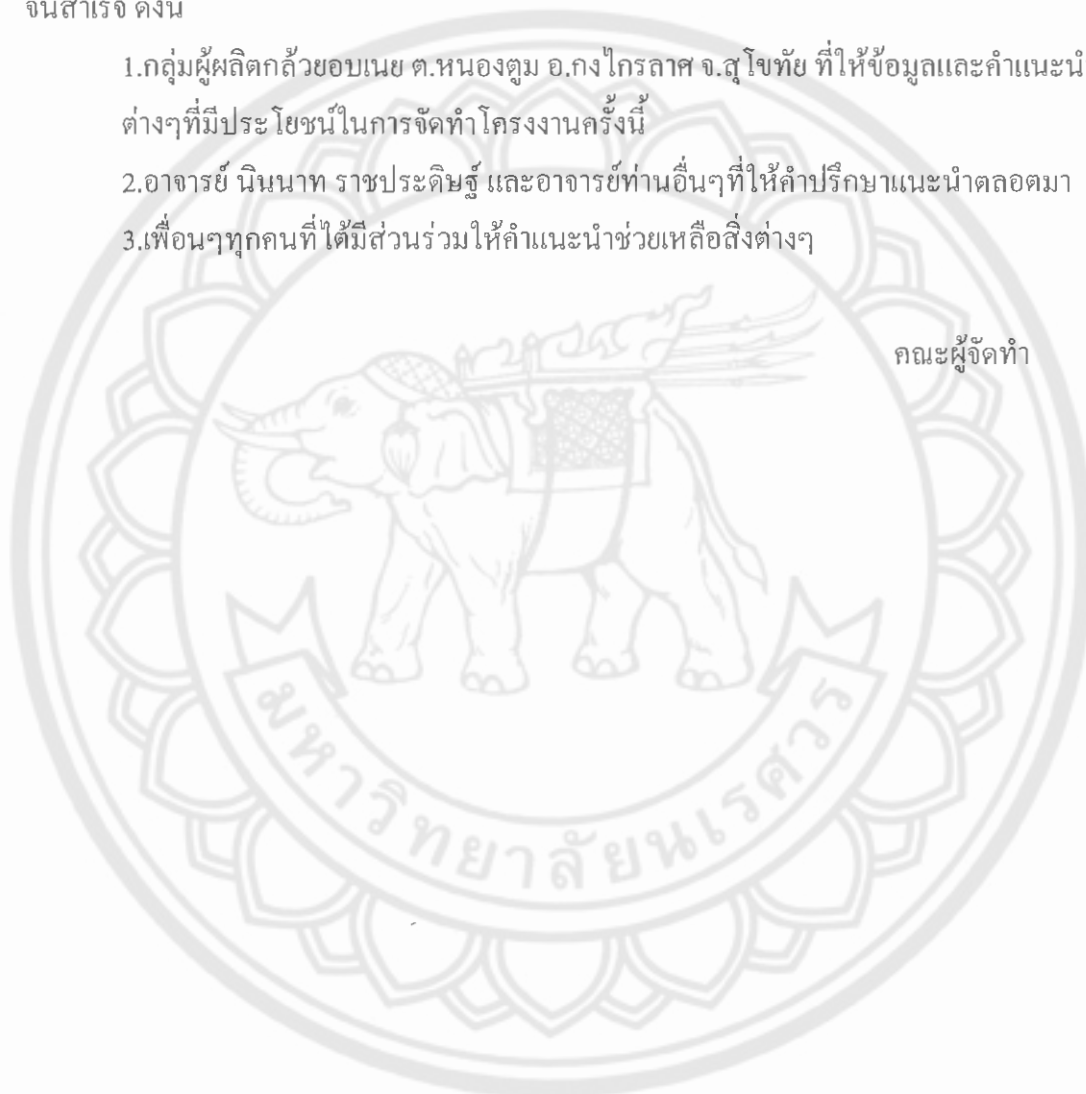 จนสำเร็จ ดังนี้
1.กลุ่มผู้ผลิตกล้วยอบเนย ต.หนองตูม อ.กงไกรลาศ จ.สุโขทัย ที่ให้ข้อมูลและคำแนะนำ
ต่างๆที่มีประโยชน์ในการจัดทำโครงงานครั้งนี้
2.อาจารย์ นินนาท ราชประดิษฐ์ และอาจารย์ท่านอื่นๆที่ให้คำปรึกษาแนะนำตลอดมา
3.เพื่อนๆทุกคนที่ได้มีส่วนร่วมให้คำแนะนำช่วยเหลือสิ่งต่างๆ
คณะผู้จัดทำ
มหาวิทยาลัยนเรศวร